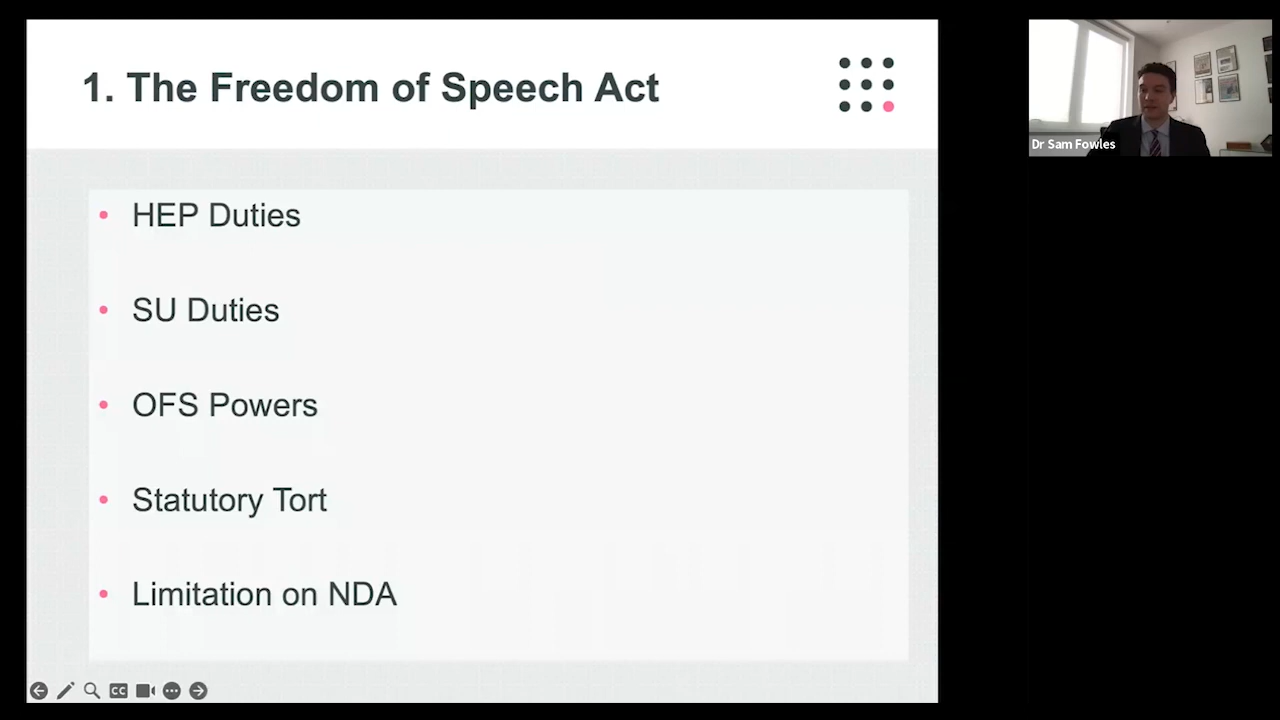 1. The Freedom of Speech Act
Dr Sam Fowles
• HEP Duties
• SU Duties
• OFS Powers
• Statutory Tort
• Limitation on NDA
CC